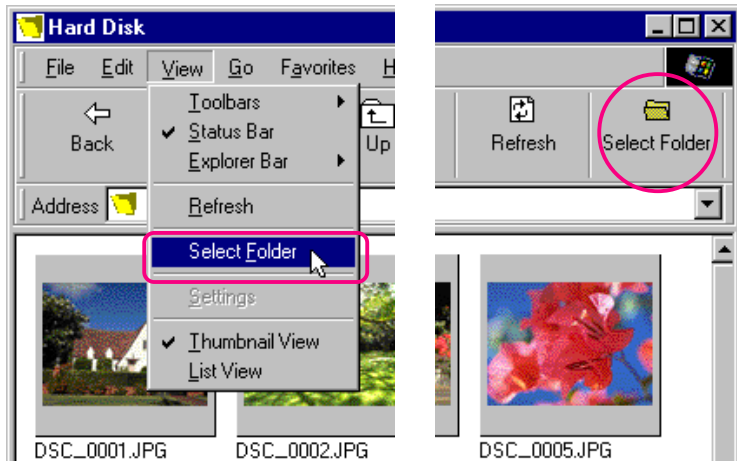 Hard Disk
File Edit View Go Favorites H
Back
Up
Refresh
Select Folder
Address
Toolbars
Status Bar
Explorer Bar
Refresh
Select Folder
Settings
Thumbnail View
List View
DSC_0001.JPG DSC_0002.JPG DSC_0005.JPG